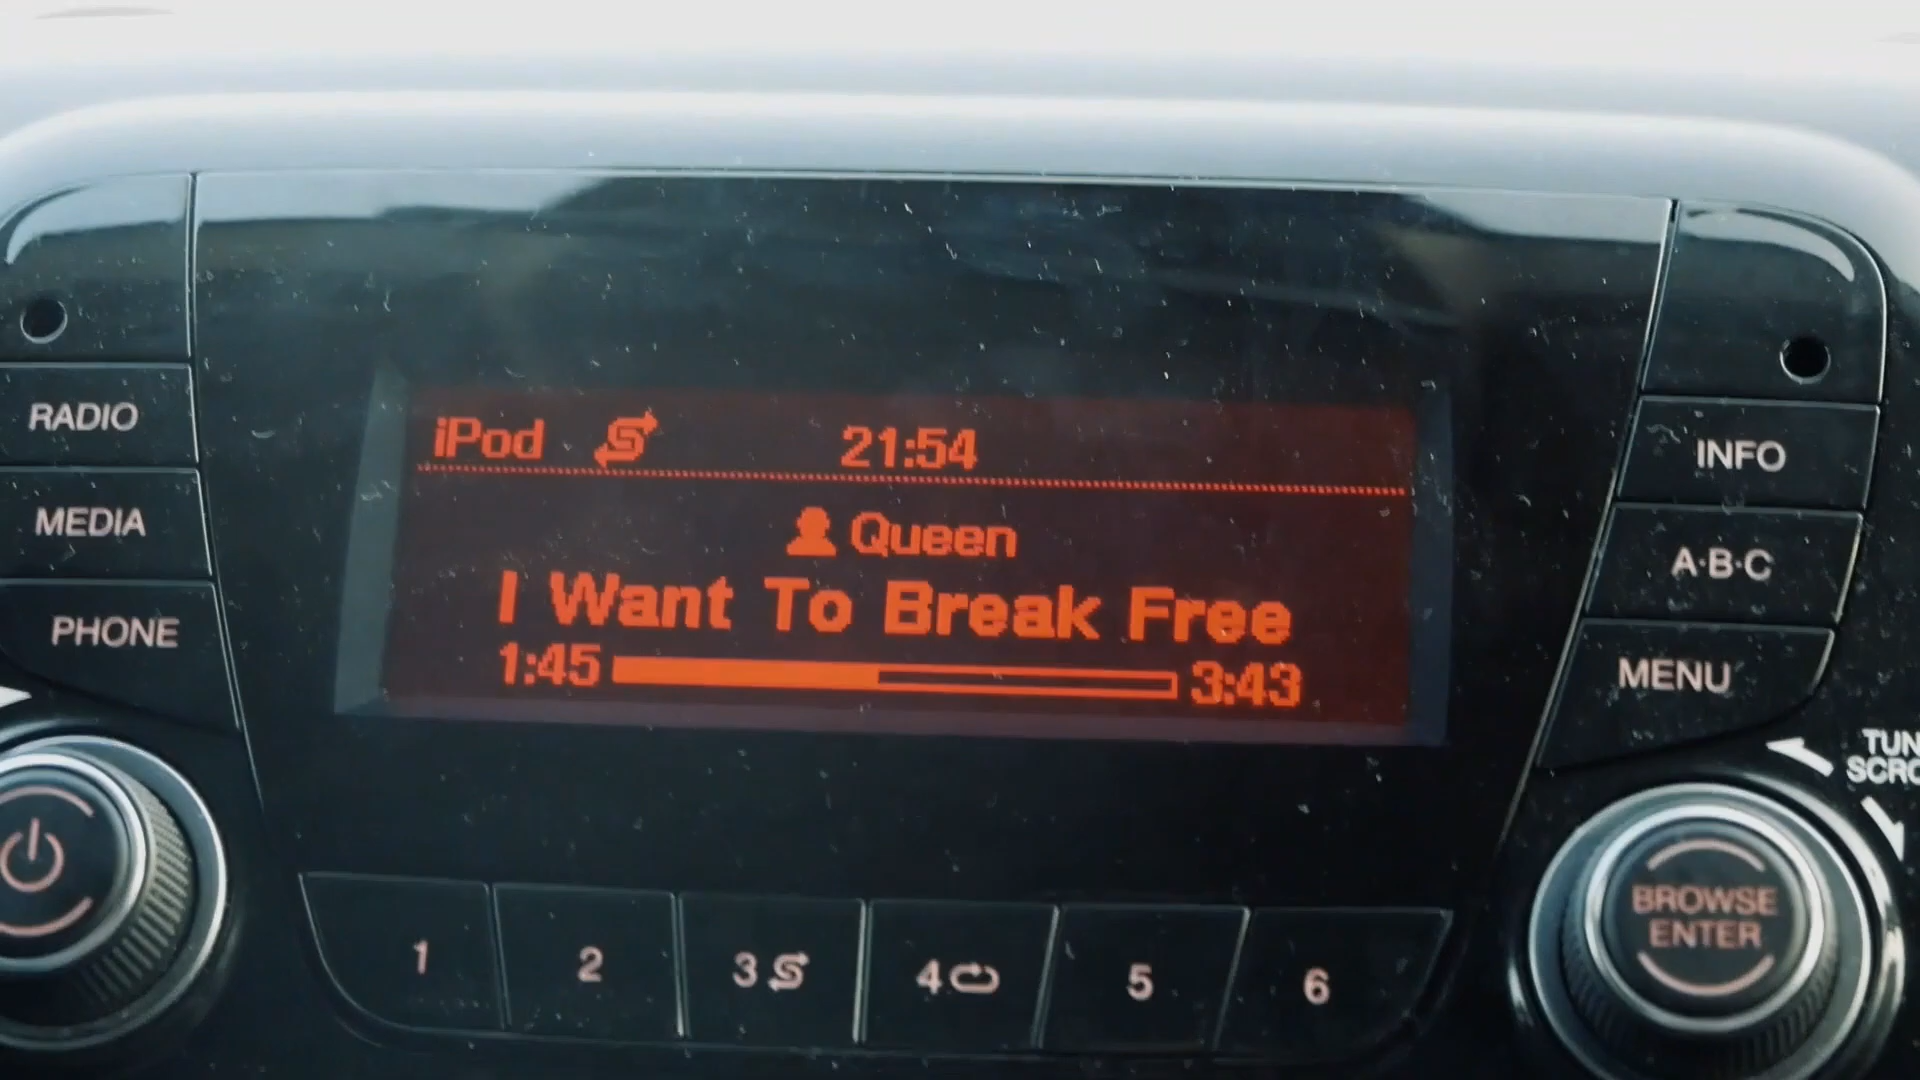 iPod 21:54
Queen
I Want To Break Free
1:45 3:43
RADIO
MEDIA
PHONE
INFO
A·B·C
MENU
BROWSE
ENTER
1 2 3 4 5 6